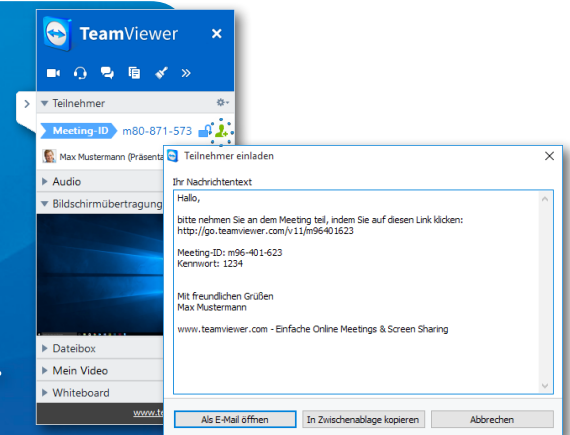 TeamViewer
Teilnehmer
Meeting-ID m80-871-573
Max Mustermann
Audio
Bildschirmübertragung
Dateibox
Mein Video
Whiteboard
Teilnehmer einladen
Ihr Nachrichtentext
Hallo,
bitte nehmen Sie an dem Meeting teil, indem Sie auf diesen Link klicken:
http://go.teamviewer.com/v11/m96401623
Meeting-ID: m96-401-623
Kennwort: 1234
Mit freundlichen Grüßen
Max Mustermann
www.teamviewer.com - Einfache Online Meetings & Screen Sharing
Als E-Mail öffnen In Zwischenablage kopieren Abbrechen